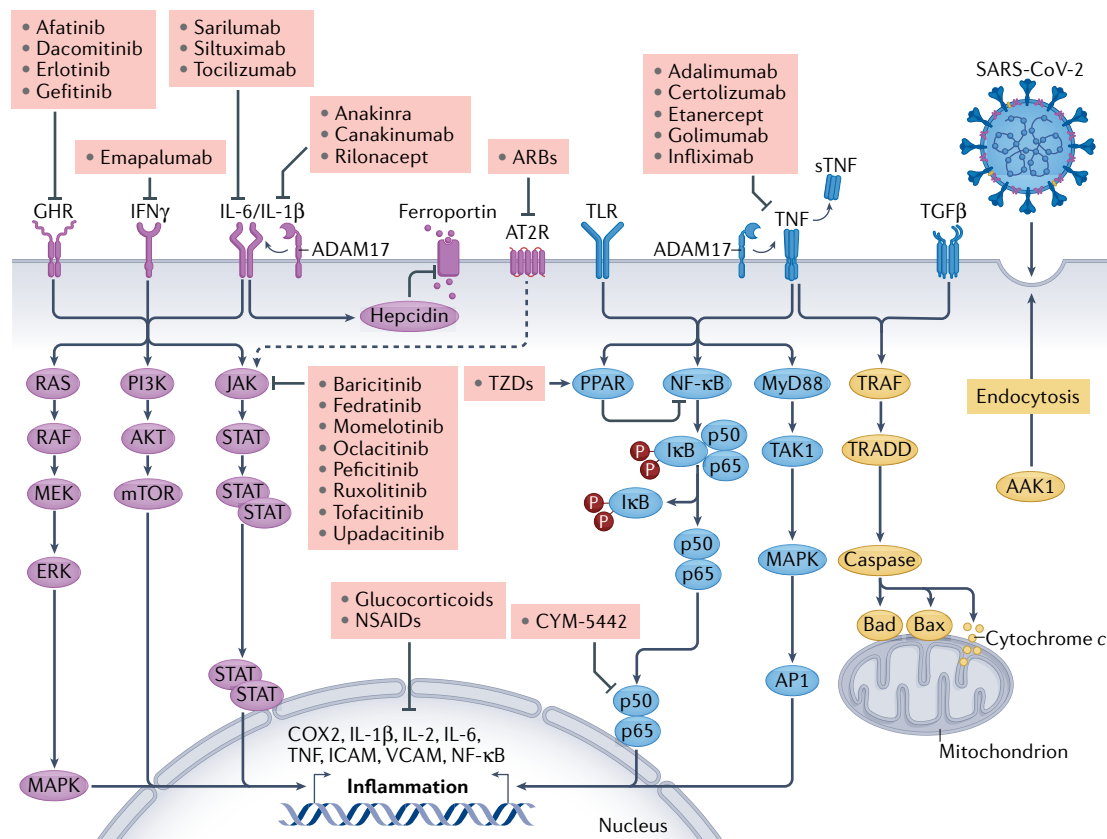 • Afatinib
• Dacomitinib
• Erlotinib
• Gefitinib
• Sarilumab
• Siltuximab
• Tocilizumab
• Anakinra
• Canakinumab
• Rilonacept
• Emapalumab
• ARBs
• Adalimumab
• Certolizumab
• Etanercept
• Golimumab
• Infliximab
SARS-CoV-2
sTNF
GHR
IFNγ
IL-6/IL-1β
ADAM17
Ferroportin
AT2R
TLR
ADAM17
TNF
TGFβ
Hepcidin
RAS
PI3K
JAK
• Baricitinib
• Fedratinib
• Momelotinib
• Oclacitinib
• Peficitinib
• Ruxolitinib
• Tofacitinib
• Upadacitinib
• TZDs
PPAR
NF-κB
MyD88
TRAF
Endocytosis
RAF
AKT
STAT
P
P
IκB
p50
p65
TAK1
TRADD
MEK
mTOR
STAT
STAT
P
P
IκB
AAK1
ERK
p50
p65
MAPK
Caspase
• Glucocorticoids
• NSAIDs
• CYM-5442
Bad
Bax
Cytochrome c
STAT
STAT
p50
p65
AP1
COX2, IL-1β, IL-2, IL-6,
TNF, ICAM, VCAM, NF-κB
Mitochondrion
MAPK
Inflammation
Nucleus